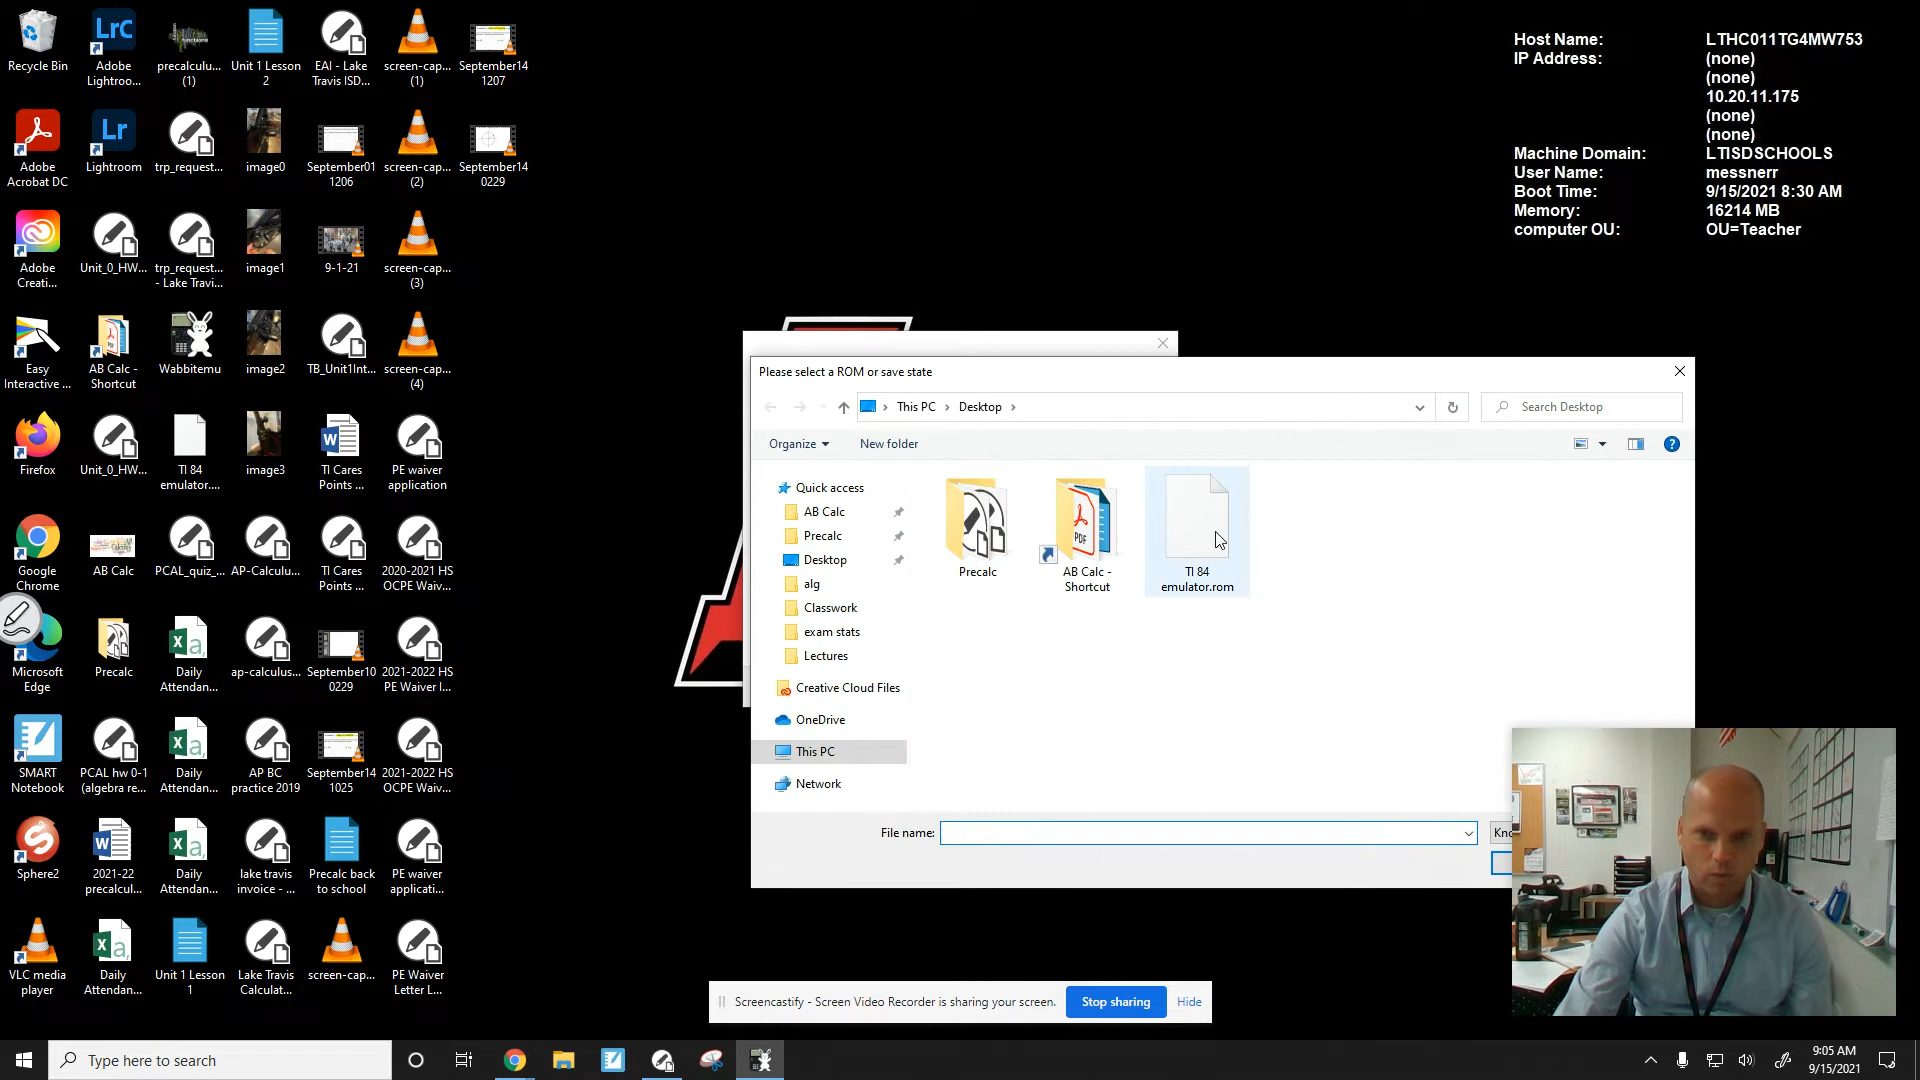 Recycle Bin
Adobe
Lightroo...
precalculu...
(1)
Unit 1 Lesson
2
EAI - Lake
Travis ISD...
screen-cap...
(1)
September141
207
Adobe
Acrobat DC
Lightroom
trp_request...
image0
September01
1206
screen-cap...
(2)
September14
0229
Adobe
Creati...
Unit_0_HW...
trp_request...
- Lake Travi...
image1
9-1-21
screen-cap...
(3)
Easy
Interactive ...
AB Calc -
Shortcut
Wabbitemu
image2
TB_Unit1Int...
screen-cap...
(4)
Firefox
Unit_0_HW...
TI 84
emulator....
image3
TI Cares
Points ...
PE waiver
application
Google
Chrome
AB Calc
PCAL_quiz_...
AP-Calculu...
TI Cares
Points ...
2020-2021 HS
OCPE Waiv...
Microsoft
Edge
Precalc
Daily
Attendan...
ap-calculus...
September10
0229
2021-2022 HS
PE Waiver I...
SMART
Notebook
PCAL hw 0-1
(algebra re...
Daily
Attendan...
AP BC
practice 2019
September14
1025
2021-2022 HS
OCPE Waiv...
Sphere2
2021-22
precalcul...
Daily
Attendan...
lake travis
invoice - ...
Precalc back
to school
PE waiver
applicati...
VLC media
player
Daily
Attendan...
Unit 1 Lesson
1
Lake Travis
Calculat...
screen-cap...
PE Waiver
Letter L...
Host Name: LTHC011TG4MW753
IP Address: (none)
(none)
10.20.11.175
(none)
(none)
Machine Domain: LTISDSCHOOLS
User Name: messnerr
Boot Time: 9/15/2021 8:30 AM
Memory: 16214 MB
computer OU: OU=Teacher
Please select a ROM or save state
This PC > Desktop >
Search Desktop
Organize
New folder
Quick access
AB Calc
Precalc
Desktop
alg
Classwork
exam stats
Lectures
Creative Cloud Files
OneDrive
This PC
Network
Precalc
AB Calc -
Shortcut
TI 84
emulator.rom
File name:
Kno
Screencastify - Screen Video Recorder is sharing your screen.
Stop sharing
Hide
Type here to search
9:05 AM
9/15/2021